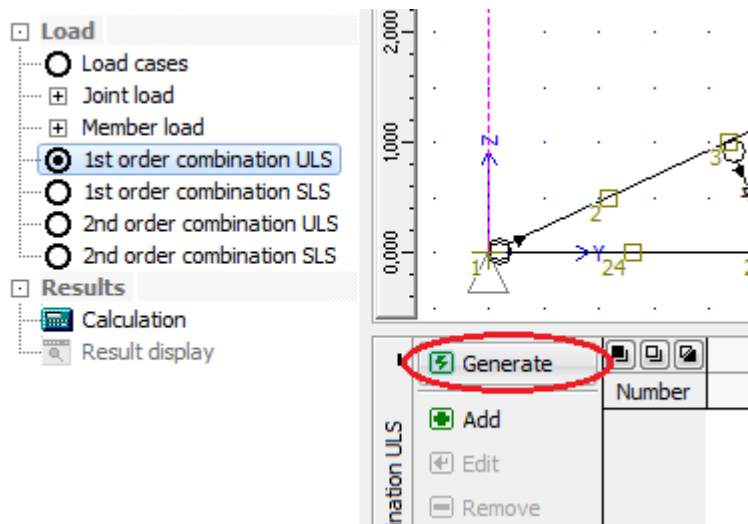 Load
Load cases
Joint load
Member load
1st order combination ULS
1st order combination SLS
2nd order combination ULS
2nd order combination SLS
Results
Calculation
Result display
2,000
1,000
0,000
Z
Y
1
2
3
24
2
Generate
Add
Edit
Remove
Number
nation ULS